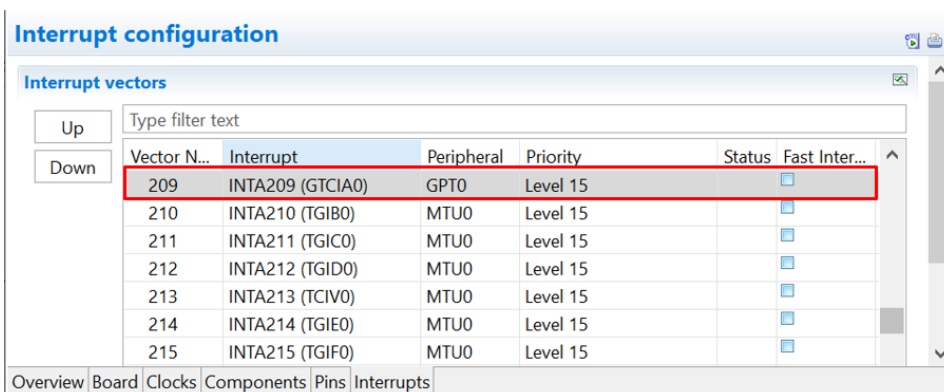 Interrupt configuration
Interrupt vectors
Up
Down
Type filter text
Vector N... Interrupt Peripheral Priority Status Fast Inter...
209 INTA209 (GTCIA0) GPT0 Level 15
210 INTA210 (TGIB0) MTU0 Level 15
211 INTA211 (TGIC0) MTU0 Level 15
212 INTA212 (TGID0) MTU0 Level 15
213 INTA213 (TCIV0) MTU0 Level 15
214 INTA214 (TGIE0) MTU0 Level 15
215 INTA215 (TGIF0) MTU0 Level 15
Overview Board Clocks Components Pins Interrupts